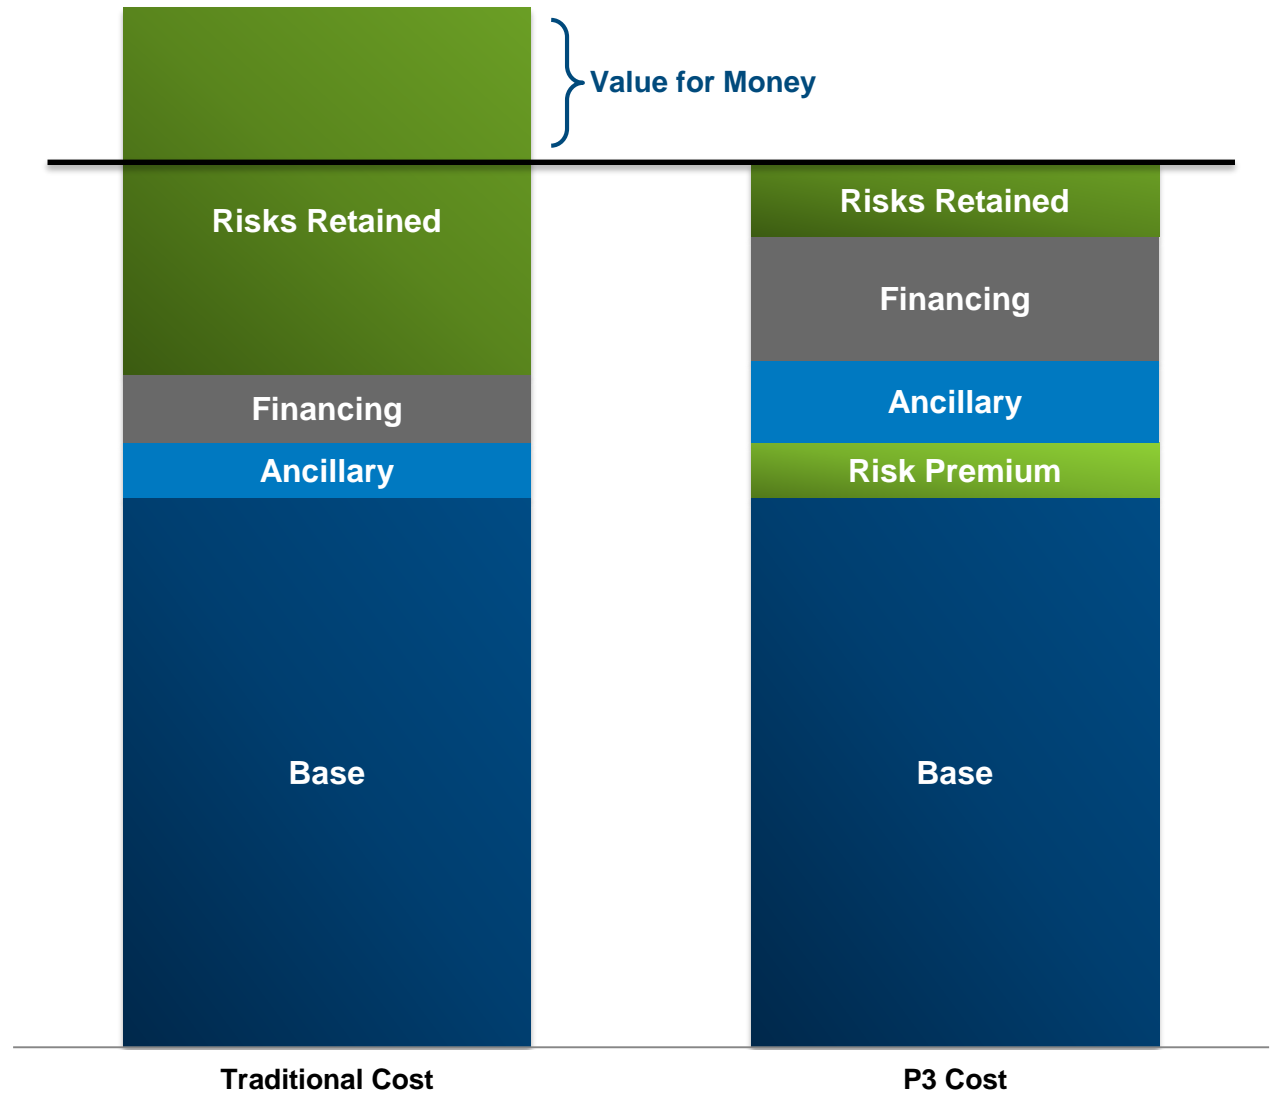 Value for Money
Risks Retained
Financing
Ancillary
Base
Traditional Cost
Risks Retained
Financing
Ancillary
Risk Premium
Base
P3 Cost